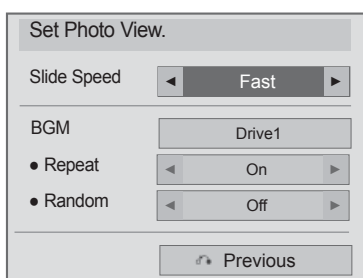 Set Photo View.
Slide Speed ◄ Fast ►
BGM Drive1
● Repeat ◄ On ►
● Random ◄ Off ►
Previous